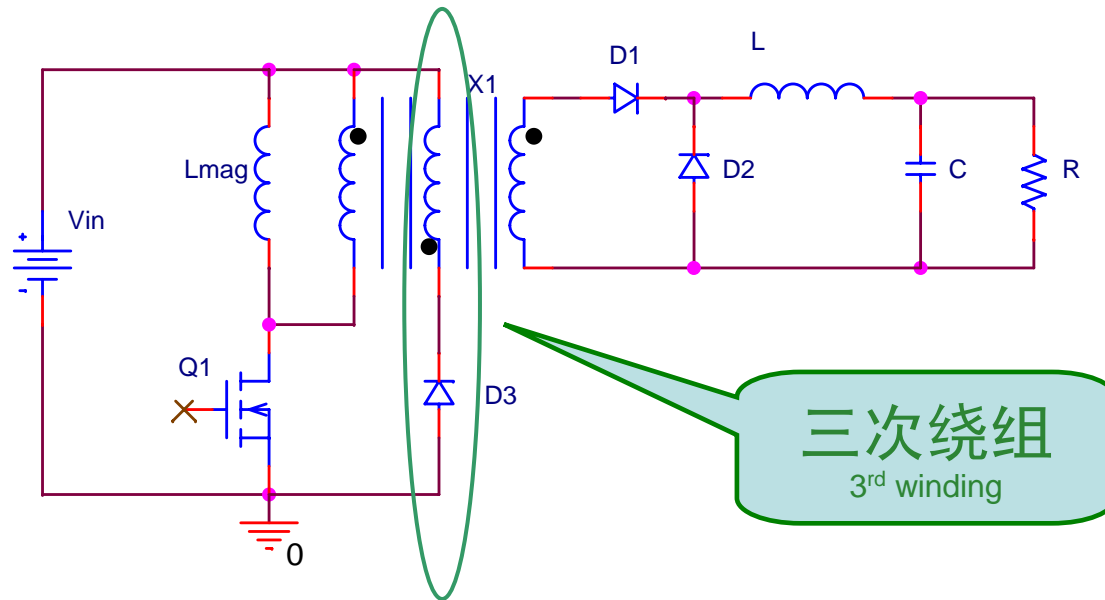 D1
L
X1
Lmag
D2
C
R
Vin
+
-
Q1
D3
三次绕组
3rd winding
0